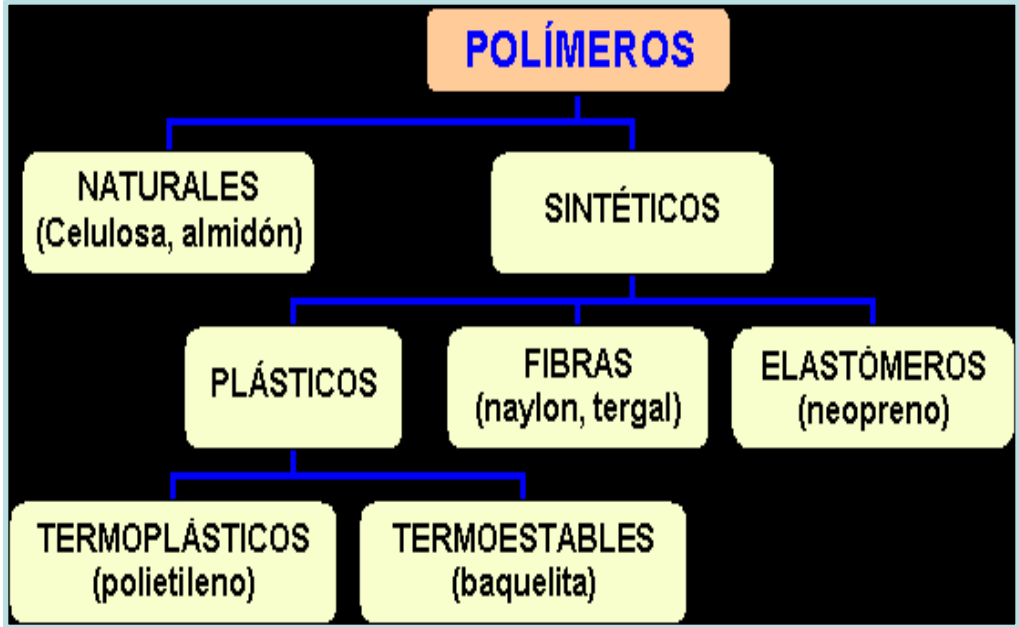 POLÍMEROS
NATURALES
(Celulosa, almidón)
SINTÉTICOS
PLÁSTICOS
FIBRAS
(naylon, tergal)
ELASTÓMEROS
(neopreno)
TERMOPLÁSTICOS
(polietileno)
TERMOESTABLES
(baquelita)